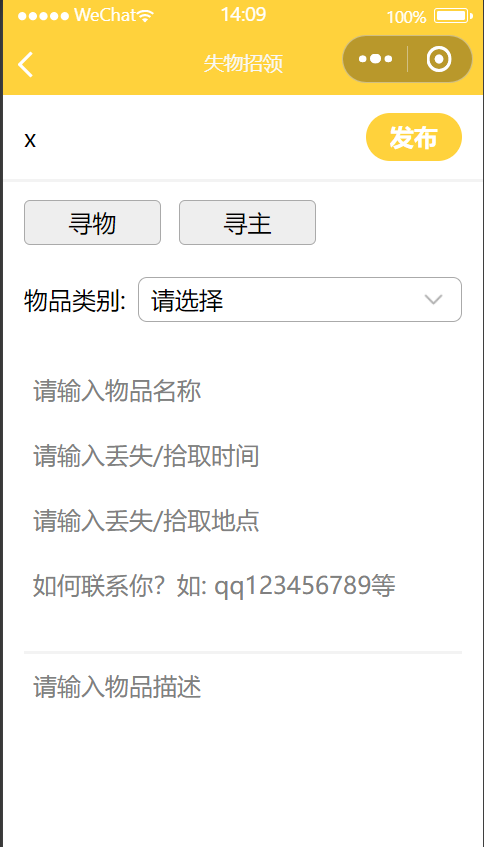 WeChat 14:09 100%
失物招领
x 发布
寻物 寻主
物品类别: 请选择
请输入物品名称
请输入丢失/拾取时间
请输入丢失/拾取地点
如何联系你？如: qq123456789等
请输入物品描述